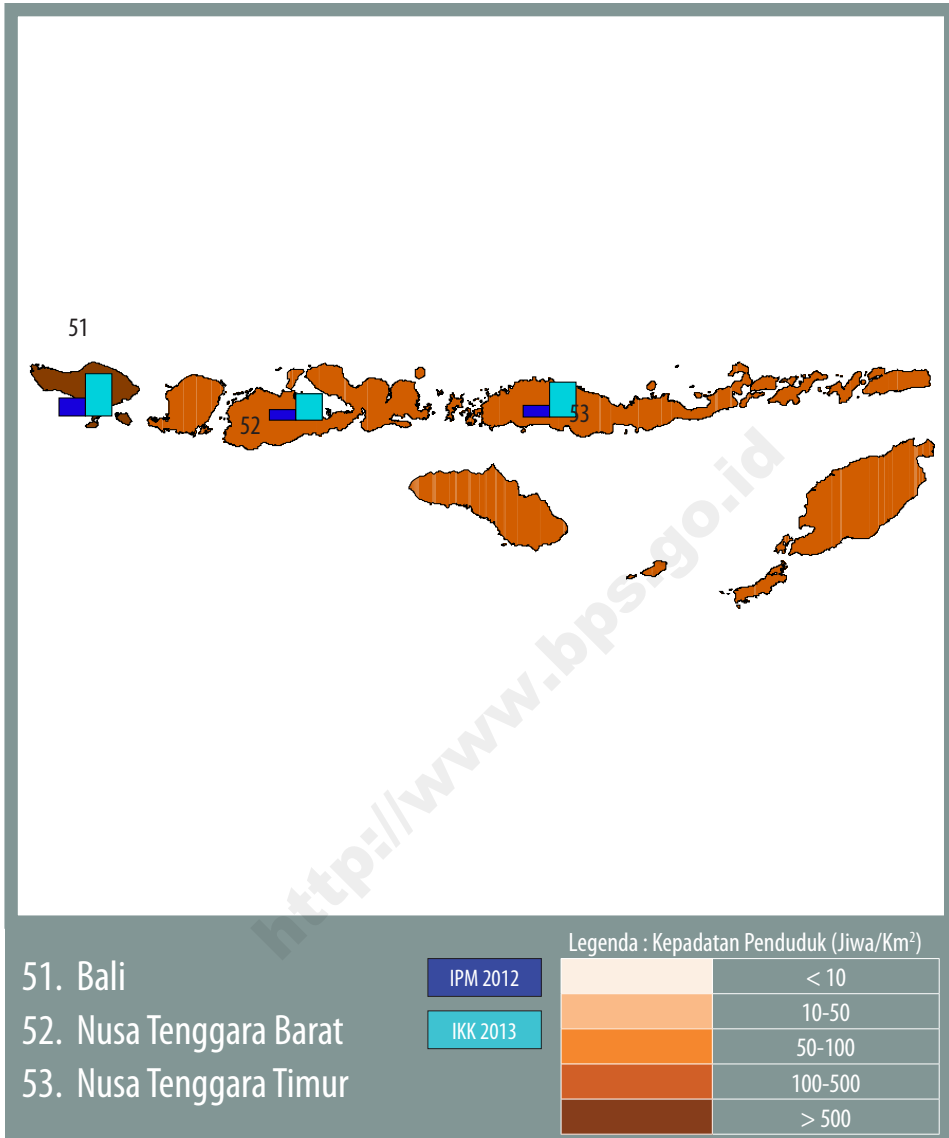 51
52
53
http://www.bps.go.id
51. Bali
52. Nusa Tenggara Barat
53. Nusa Tenggara Timur
IPM 2012
IKK 2013
Legenda : Kepadatan Penduduk (Jiwa/Km²)
< 10
10-50
50-100
100-500
> 500